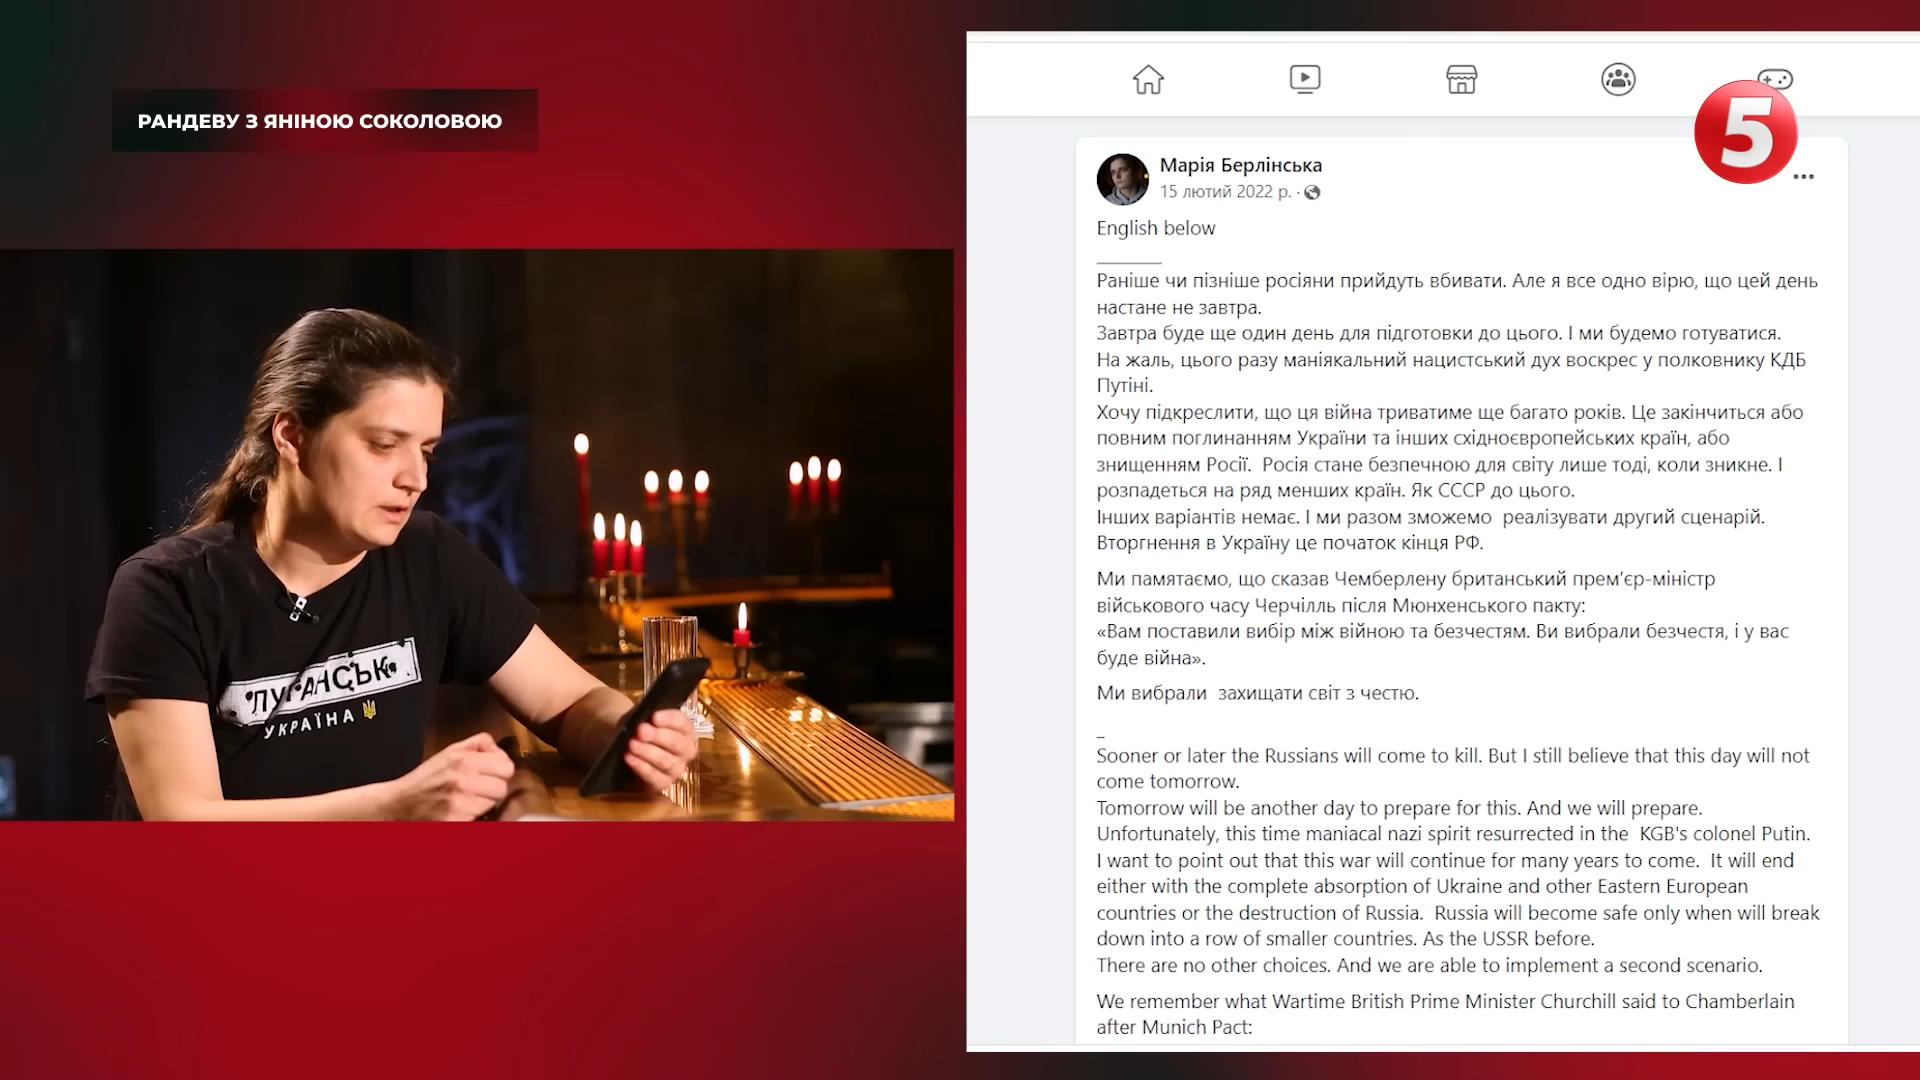 РАНДЕВУ З ЯНІНОЮ СОКОЛОВОЮ
ЛУГАНСЬК
УКРАЇНА
5
Марія Берлінська
15 лютий 2022 р. ·
English below
Раніше чи пізніше росіяни прийдуть вбивати. Але я все одно вірю, що цей день
настане не завтра.
Завтра буде ще один день для підготовки до цього. І ми будемо готуватися.
На жаль, цього разу маніякальний нацистський дух воскрес у полковнику КДБ
Путіні.
Хочу підкреслити, що ця війна триватиме ще багато років. Це закінчиться або
повним поглинанням України та інших східноєвропейських країн, або
знищенням Росії.  Росія стане безпечною для світу лише тоді, коли зникне. І
розпадеться на ряд менших країн. Як СССР до цього.
Інших варіантів немає. І ми разом зможемо  реалізувати другий сценарій.
Вторгнення в Україну це початок кінця РФ.
Ми памятаємо, що сказав Чемберлену британський прем’єр-міністр
військового часу Черчілль після Мюнхенського пакту:
«Вам поставили вибір між війною та безчестям. Ви вибрали безчестя, і у вас
буде війна».
Ми вибрали  захищати світ з честю.
_
Sooner or later the Russians will come to kill. But I still believe that this day will not
come tomorrow.
Tomorrow will be another day to prepare for this. And we will prepare.
Unfortunately, this time maniacal nazi spirit resurrected in the  KGB's colonel Putin.
I want to point out that this war will continue for many years to come.  It will end
either with the complete absorption of Ukraine and other Eastern European
countries or the destruction of Russia.  Russia will become safe only when will break
down into a row of smaller countries. As the USSR before.
There are no other choices. And we are able to implement a second scenario.
We remember what Wartime British Prime Minister Churchill said to Chamberlain
after Munich Pact: